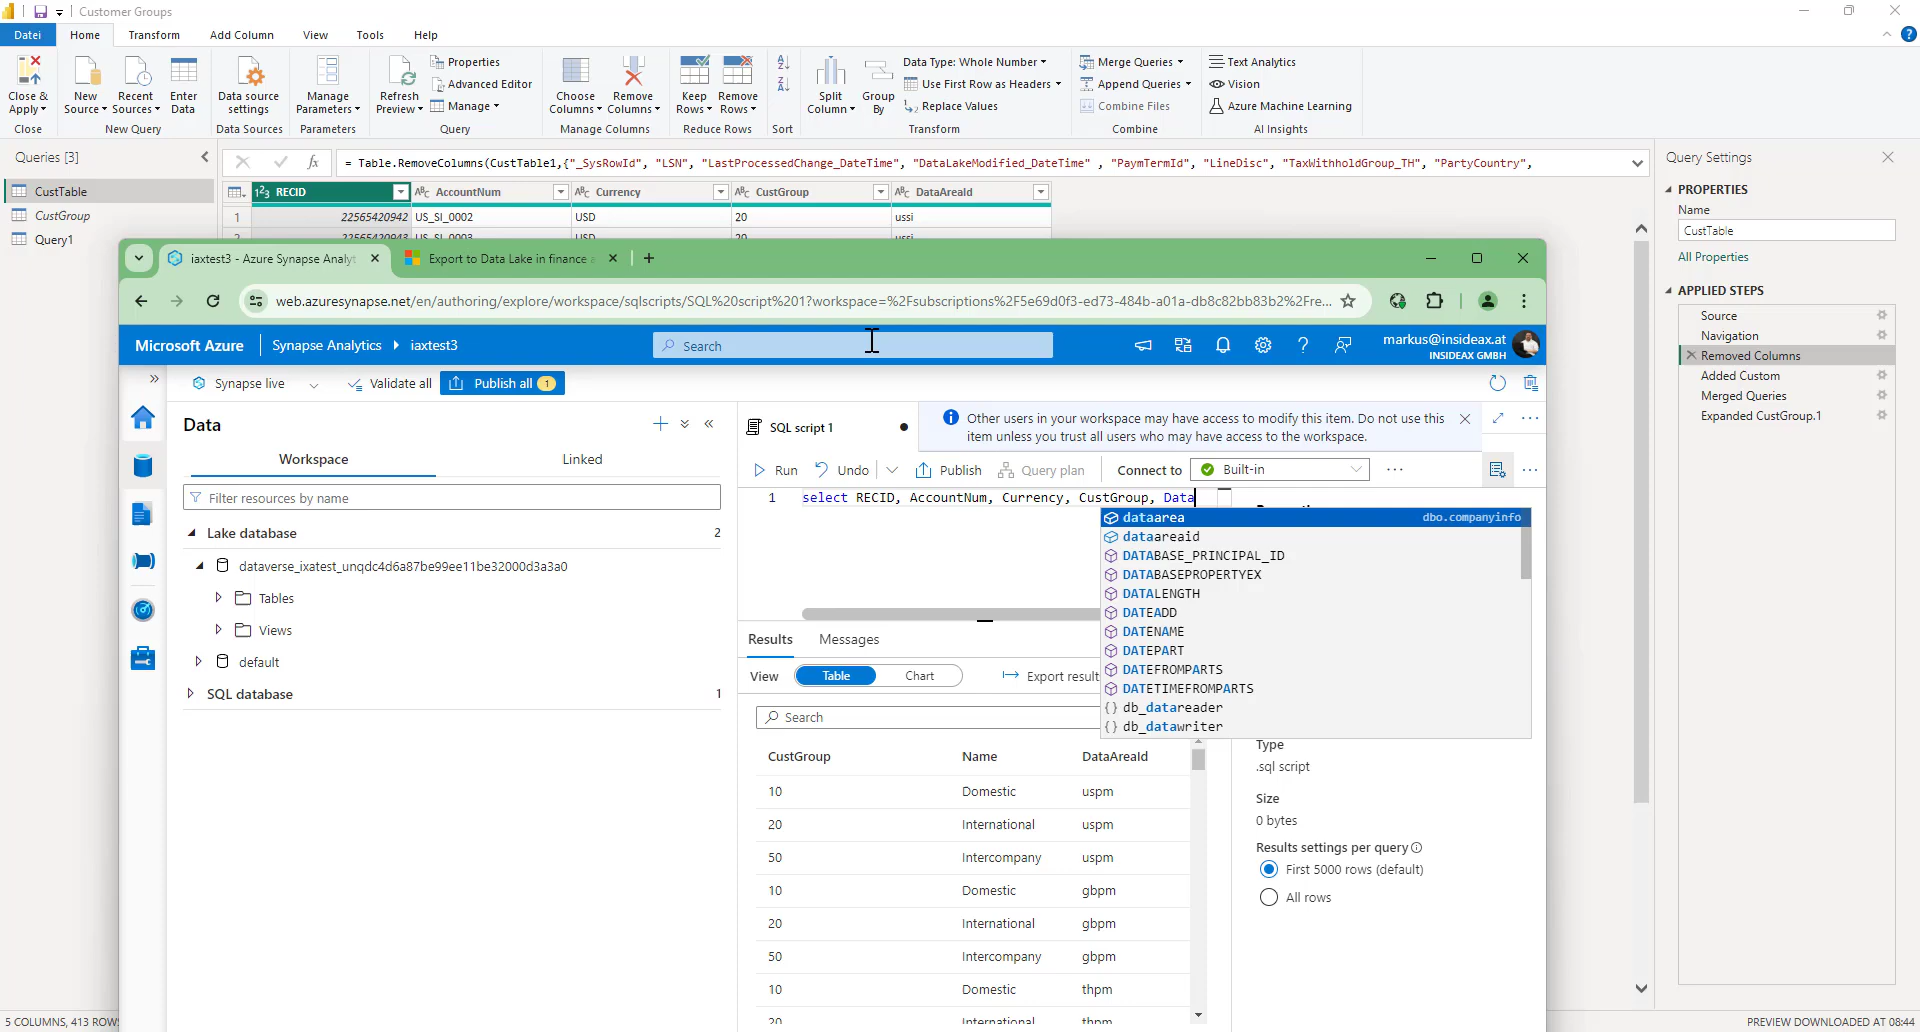 Customer Groups
Datei Home Transform Add Column View Tools Help
Close & Apply
New Source
Recent Sources
Enter Data
Data source settings
Manage Parameters
Refresh Preview
Properties
Advanced Editor
Manage
Choose Columns
Remove Columns
Keep Rows
Remove Rows
Split Column
Group By
Data Type: Whole Number
Use First Row as Headers
Replace Values
Merge Queries
Append Queries
Combine Files
Text Analytics
Vision
Azure Machine Learning
Close New Query Data Sources Parameters Query Manage Columns Reduce Rows Sort Transform Combine AI Insights
Queries [3]
CustTable
CustGroup
Query1
= Table.RemoveColumns(CustTable1,{"_SysRowId", "LSN", "LastProcessedChange_DateTime", "DataLakeModified_DateTime" , "PaymTermId", "LineDisc", "TaxWithholdGroup_TH", "PartyCountry",
RECID AccountNum Currency CustGroup DataAreaId
1 22565420942 US_SI_0002 USD 20 ussi
2 22565420943 US_SI_0003 USD 20 ussi
Query Settings
PROPERTIES
Name
CustTable
All Properties
APPLIED STEPS
Source
Navigation
Removed Columns
Added Custom
Merged Queries
Expanded CustGroup.1
iaxtest3 - Azure Synapse Analyt
Export to Data Lake in finance a
web.azuresynapse.net/en/authoring/explore/workspace/sqlscripts/SQL%20script%201?workspace=%2Fsubscriptions%2F5e69d0f3-ed73-484b-a01a-db8c82bb83b2%2Fre...
Microsoft Azure Synapse Analytics iaxtest3
Search
markus@insideax.at
INSIDEAX GMBH
Synapse live Validate all Publish all 1
Data
Workspace Linked
Filter resources by name
Lake database 2
dataverse_ixatest_unqdc4d6a87be99ee11be32000d3a3a0
Tables
Views
default
SQL database 1
SQL script 1
Other users in your workspace may have access to modify this item. Do not use this
item unless you trust all users who may have access to the workspace.
Run Undo Publish Query plan Connect to Built-in
1 select RECID, AccountNum, Currency, CustGroup, Data
dataarea dbo.companyinfo
dataareaid
DATABASE_PRINCIPAL_ID
DATABASEPROPERTYEX
DATALENGTH
DATEADD
DATENAME
DATEPART
DATEFROMPARTS
DATETIMEFROMPARTS
db_datareader
db_datawriter
Results Messages
View Table Chart Export result
Search
CustGroup Name DataAreaId
10 Domestic uspm
20 International uspm
50 Intercompany uspm
10 Domestic gbpm
20 International gbpm
50 Intercompany gbpm
10 Domestic thpm
20 International thpm
Type
.sql script
Size
0 bytes
Results settings per query
First 5000 rows (default)
All rows
5 COLUMNS, 413 ROWS
PREVIEW DOWNLOADED AT 08:44